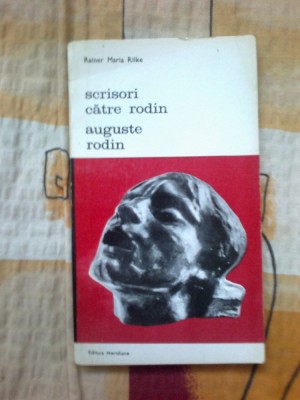 Rainer Maria Rilke
scrisori
către rodin
auguste
rodin
Editura meridiane